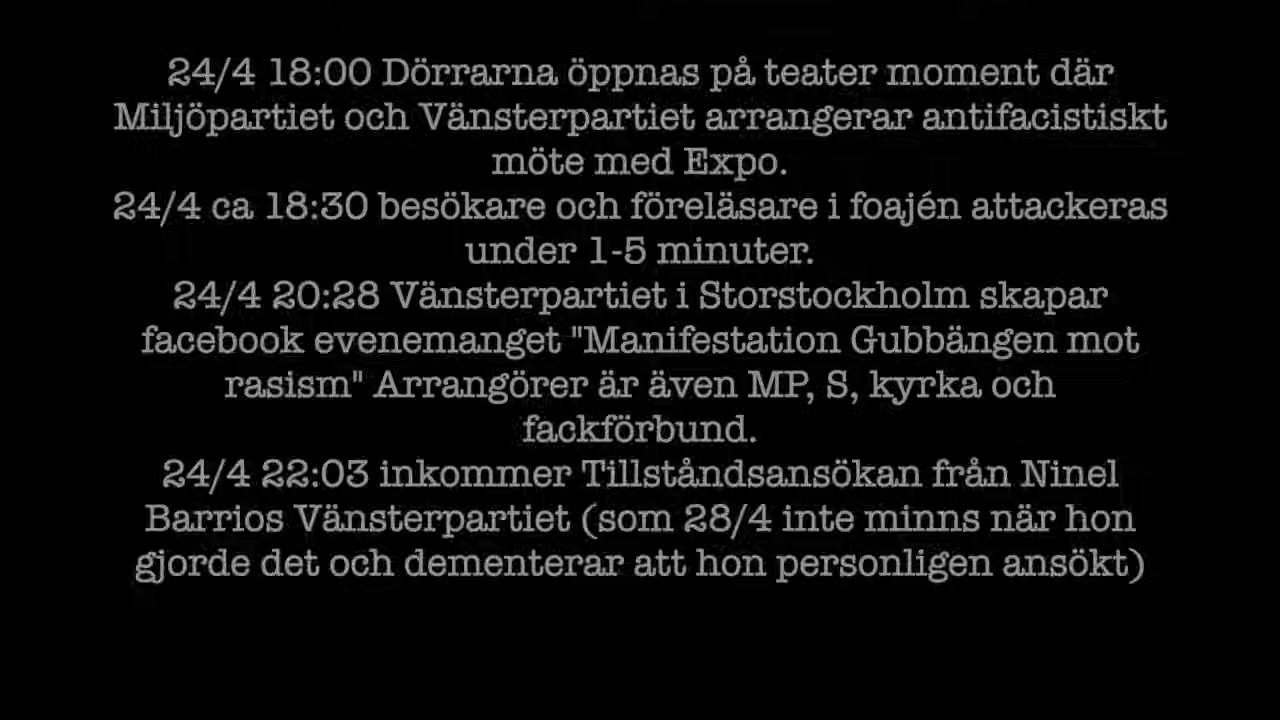 24/4 18:00 Dörrarna öppnas på teater moment där
Miljöpartiet och Vänsterpartiet arrangerar antifacistiskt
möte med Expo.
24/4 ca 18:30 besökare och föreläsare i foajén attackeras
under 1-5 minuter.
24/4 20:28 Vänsterpartiet i Storstockholm skapar
facebook evenemanget "Manifestation Gubbängen mot
rasism" Arrangörer är även MP, S, kyrka och
fackförbund.
24/4 22:03 inkommer Tillståndsansökan från Ninel
Barrios Vänsterpartiet (som 28/4 inte minns när hon
gjorde det och dementerar att hon personligen ansökt)